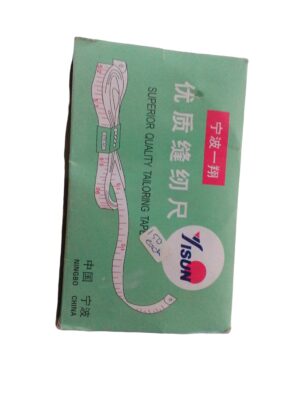 宁波一翔
优质缝纫尺
SUPERIOR QUALITY TAILORING TAPE
YISUN
中国 宁波
NINGBO CHINA